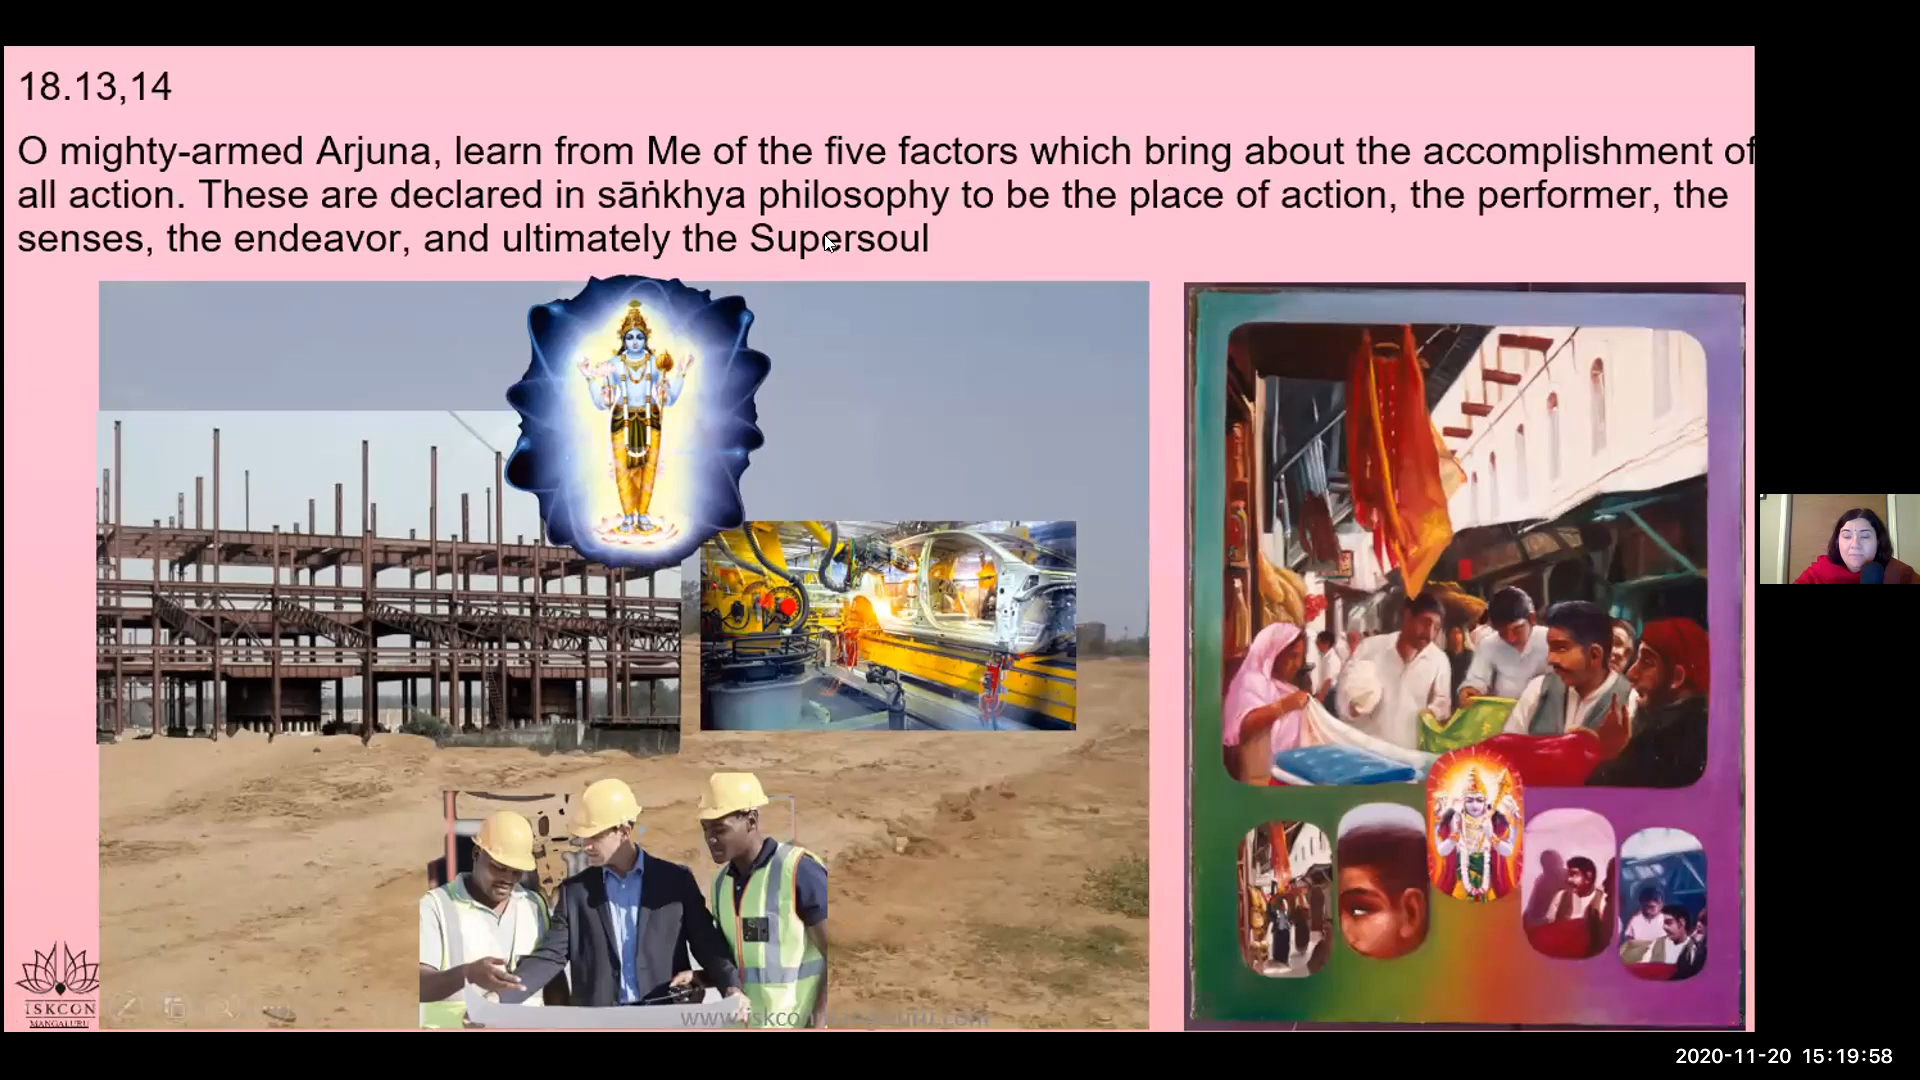 18.13,14
O mighty-armed Arjuna, learn from Me of the five factors which bring about the accomplishment of
all action. These are declared in sāṅkhya philosophy to be the place of action, the performer, the
senses, the endeavor, and ultimately the Supersoul
ISKCON
MANGALURU
2020-11-20 15:19:58